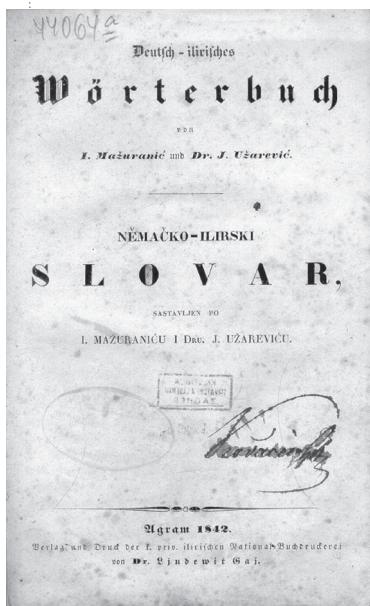 44064a
Deutsch-ilirisches
Wörterbuch
von
I. Mažuranić und Dr. J. Užarević.
NĚMAČKO-ILIRSKI
SLOVAR,
SASTAVLJEN PO
I. MAŽURANIĆU I DRU. J. UŽAREVIĆU.
Agram 1842.
Verlag und Druck der k. priv. ilirischen National-Buchdruckerei
von Dr. Ljudewit Gaj.